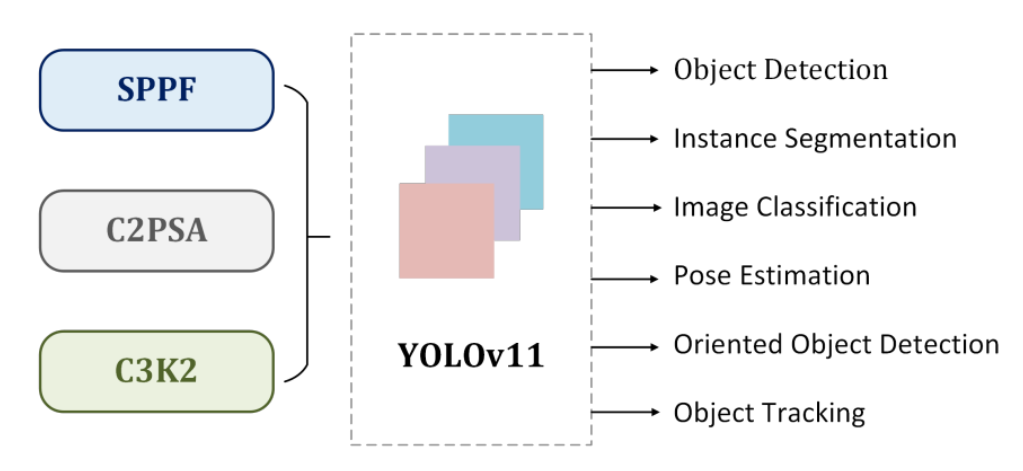 SPPF
C2PSA
C3K2
YOLOv11
Object Detection
Instance Segmentation
Image Classification
Pose Estimation
Oriented Object Detection
Object Tracking